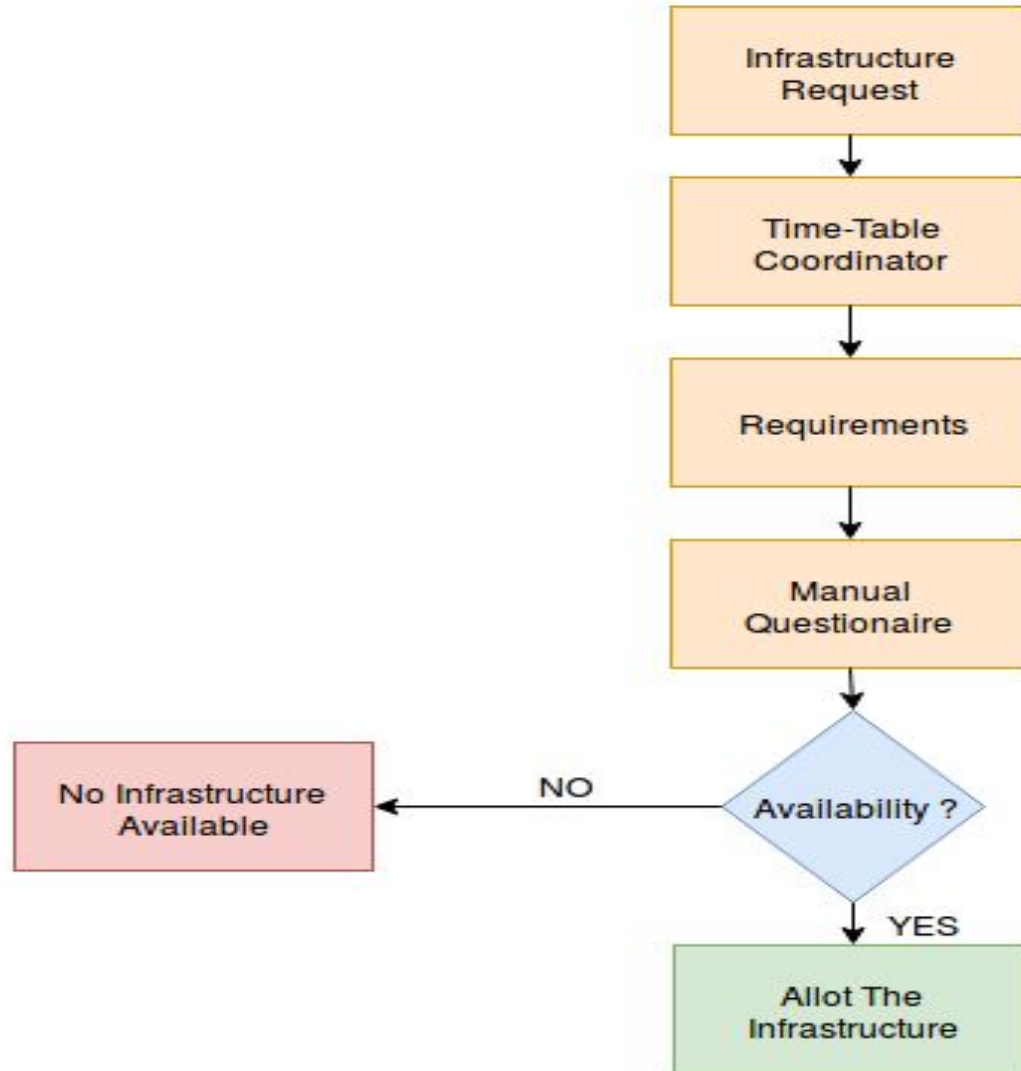 Infrastructure
Request
Time-Table
Coordinator
Requirements
Manual
Questionaire
No Infrastructure
Available
NO
Availability ?
YES
Allot The
Infrastructure